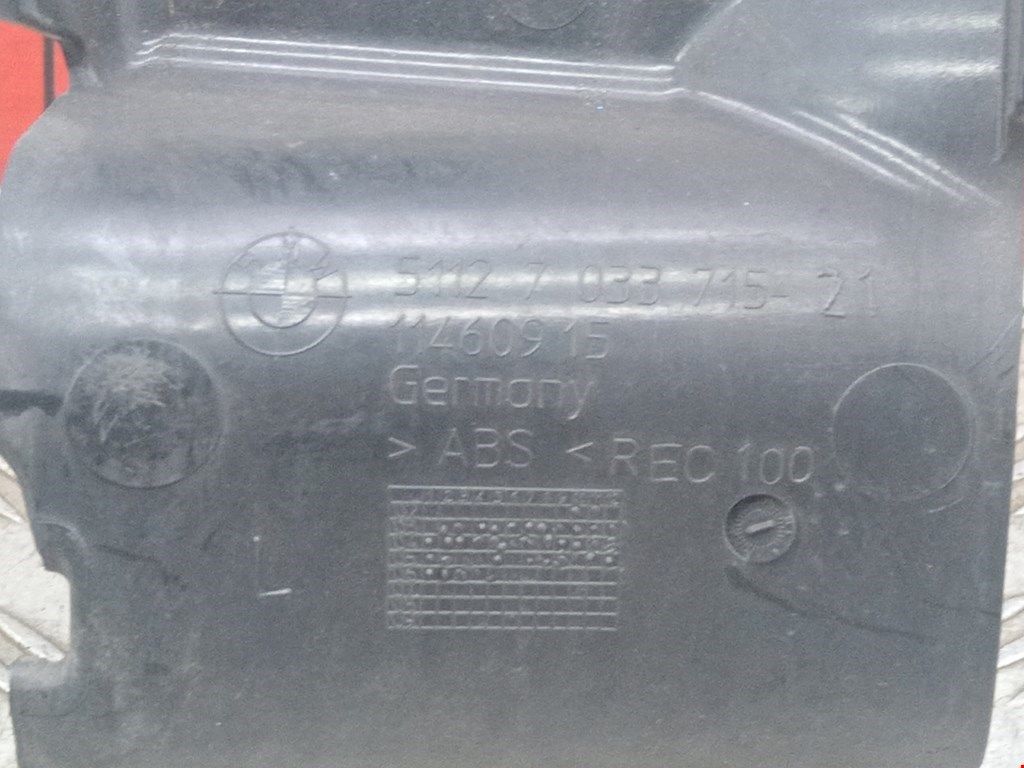 5112 7 033 715- 21
11460915
Germany
> ABS < REC 100